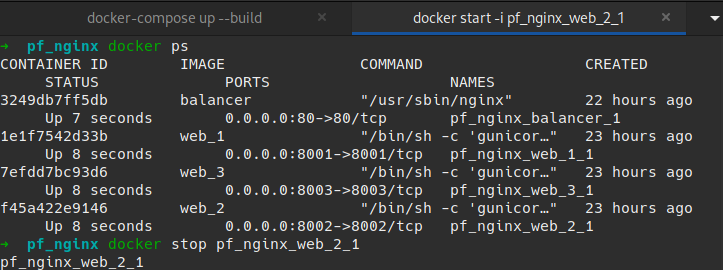 docker-compose up --build
docker start -i pf_nginx_web_2_1
➜ pf_nginx docker ps
CONTAINER ID IMAGE COMMAND CREATED
STATUS PORTS NAMES
3249db7ff5db balancer "/usr/sbin/nginx" 22 hours ago
Up 7 seconds 0.0.0.0:80->80/tcp pf_nginx_balancer_1
1e1f7542d33b web_1 "/bin/sh -c 'gunicor…" 23 hours ago
Up 8 seconds 0.0.0.0:8001->8001/tcp pf_nginx_web_1_1
7efdd7bc93d6 web_3 "/bin/sh -c 'gunicor…" 23 hours ago
Up 8 seconds 0.0.0.0:8003->8003/tcp pf_nginx_web_3_1
f45a422e9146 web_2 "/bin/sh -c 'gunicor…" 23 hours ago
Up 8 seconds 0.0.0.0:8002->8002/tcp pf_nginx_web_2_1
➜ pf_nginx docker stop pf_nginx_web_2_1
pf_nginx_web_2_1